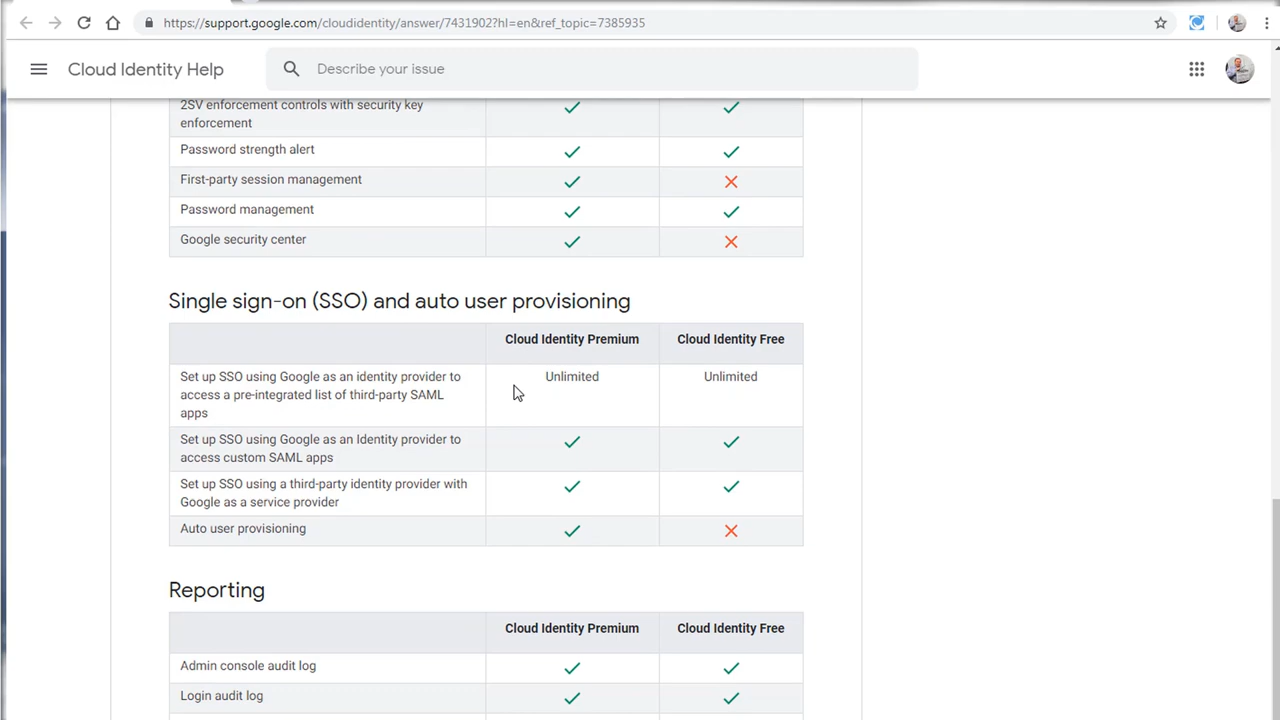 https://support.google.com/cloudidentity/answer/7431902?hl=en&ref_topic=7385935
Cloud Identity Help
Describe your issue
2SV enforcement controls with security key
enforcement
Password strength alert
First-party session management
Password management
Google security center
Single sign-on (SSO) and auto user provisioning
Cloud Identity Premium
Cloud Identity Free
Set up SSO using Google as an identity provider to
access a pre-integrated list of third-party SAML
apps
Unlimited
Unlimited
Set up SSO using Google as an Identity provider to
access custom SAML apps
Set up SSO using a third-party identity provider with
Google as a service provider
Auto user provisioning
Reporting
Cloud Identity Premium
Cloud Identity Free
Admin console audit log
Login audit log